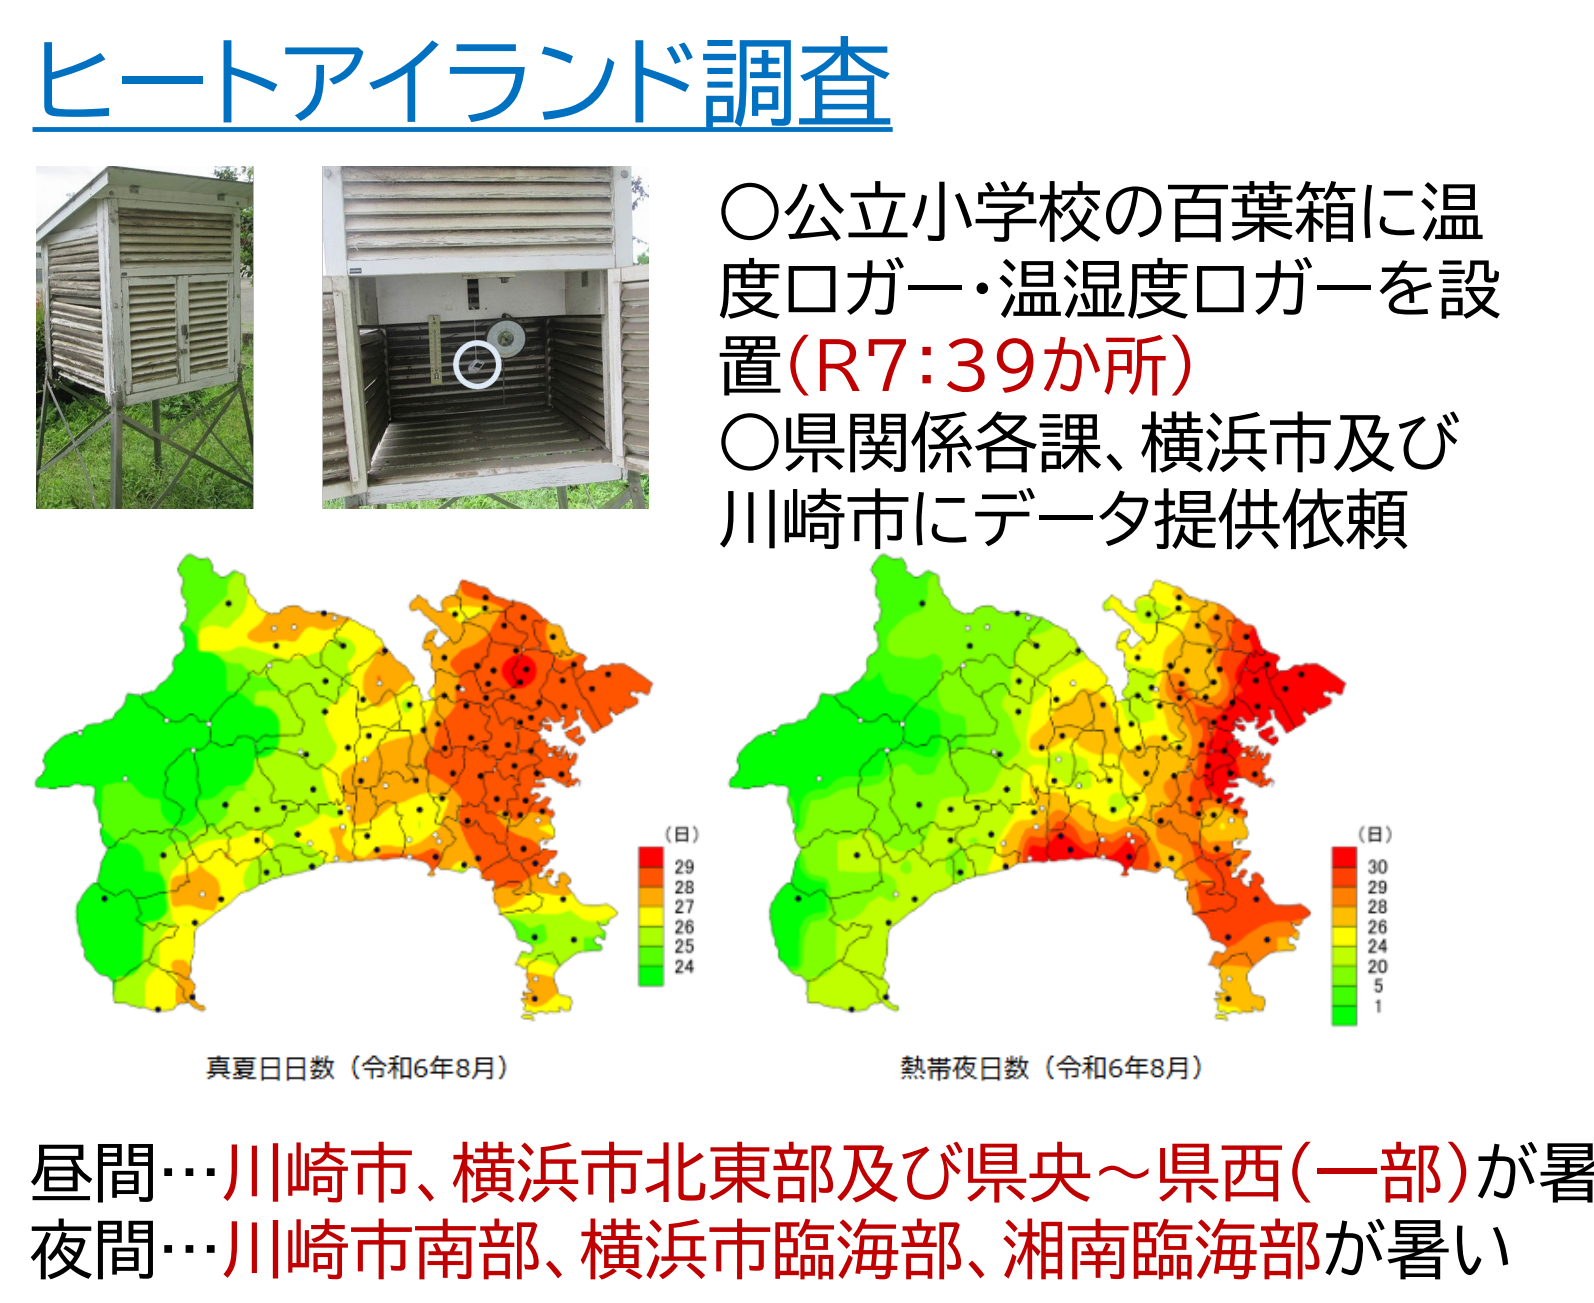 ヒートアイランド調査
○公立小学校の百葉箱に温
度ロガー・温湿度ロガーを設
置（R7：39か所）
○県関係各課、横浜市及び
川崎市にデータ提供依頼
（日）
29
28
27
26
25
24
（日）
30
29
28
26
24
20
5
1
真夏日日数（令和6年8月）
熱帯夜日数（令和6年8月）
昼間…川崎市、横浜市北東部及び県央～県西（一部）が暑
夜間…川崎市南部、横浜市臨海部、湘南臨海部が暑い